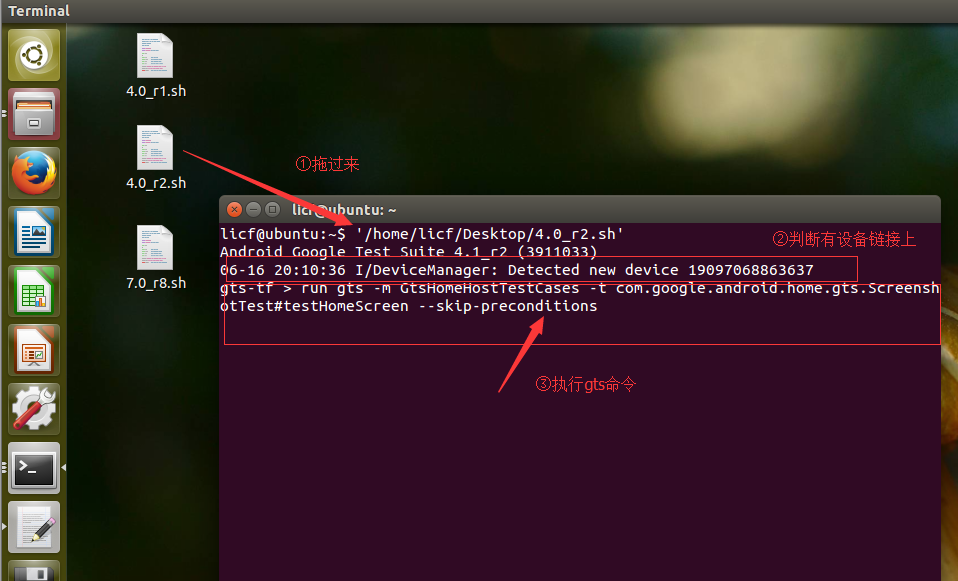 Terminal
4.0_r1.sh
4.0_r2.sh
7.0_r8.sh
①拖过来
licf@ubuntu: ~
licf@ubuntu:~$ '/home/licf/Desktop/4.0_r2.sh'
②判断有设备链接上
Android Google Test Suite 4.1_r2 (3911033)
06-16 20:10:36 I/DeviceManager: Detected new device 19097068863637
gts-tf > run gts -m GtsHomeHostTestCases -t com.google.android.home.gts.Screensh
otTest#testHomeScreen --skip-preconditions
③执行gts命令